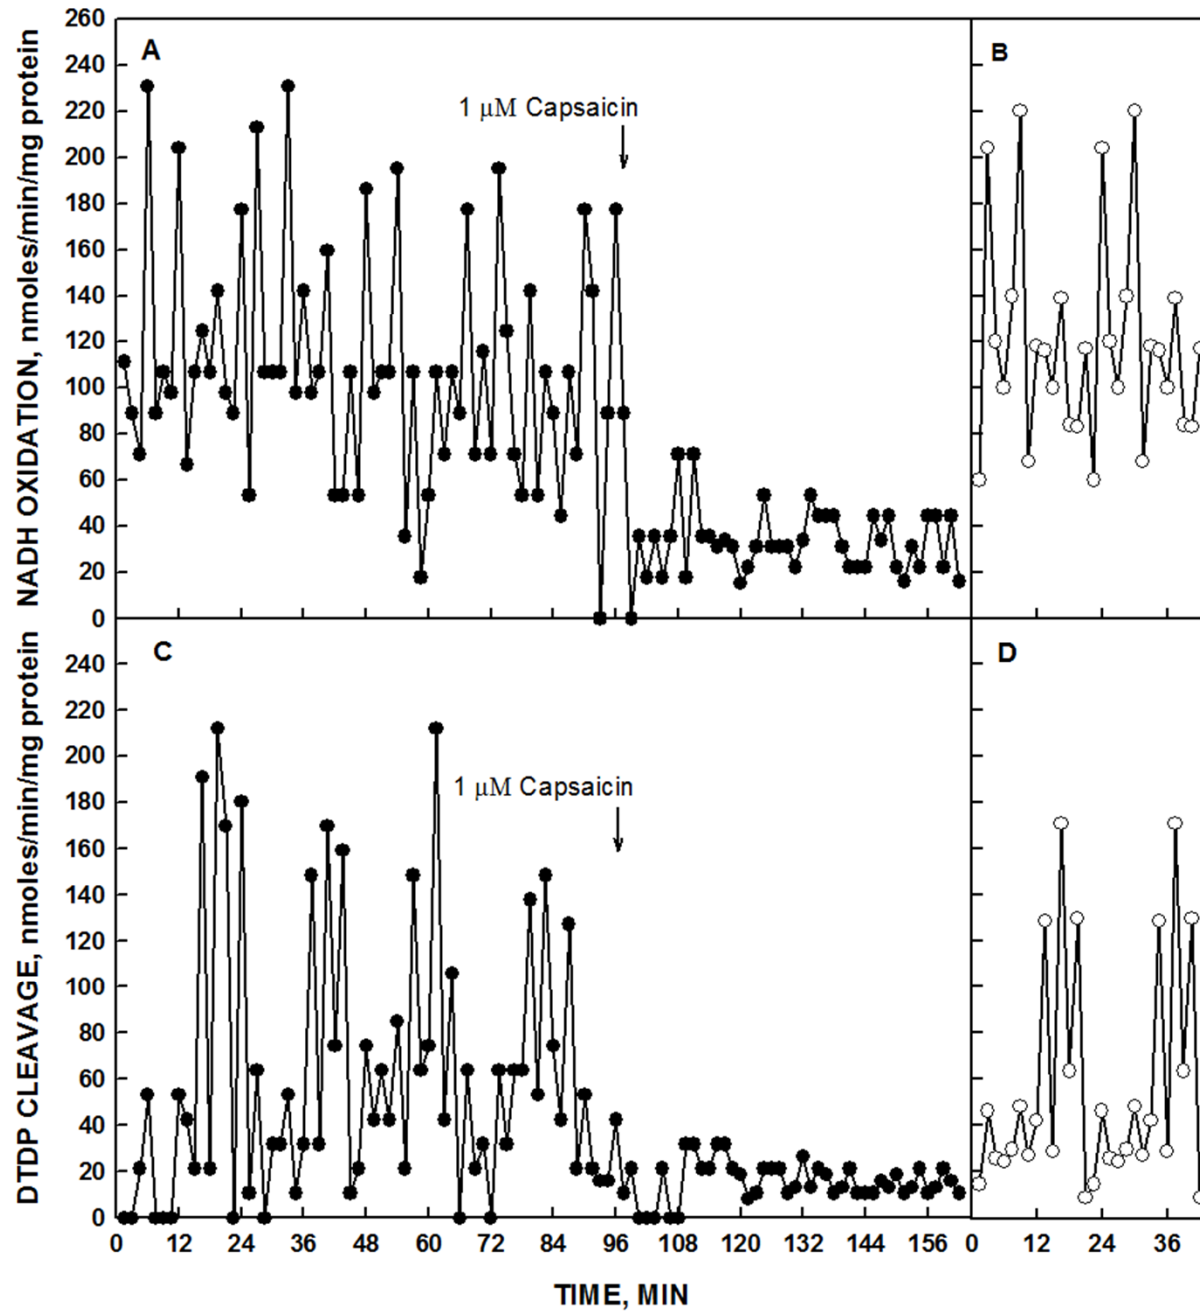 NADH OXIDATION, nmoles/min/mg protein
260
240
220
200
180
160
140
120
100
80
60
40
20
0
A
1 μM Capsaicin
B
DTDP CLEAVAGE, nmoles/min/mg protein
240
220
200
180
160
140
120
100
80
60
40
20
0
C
1 μM Capsaicin
D
0 12 24 36 48 60 72 84 96 108 120 132 144 156 0 12 24 36
TIME, MIN